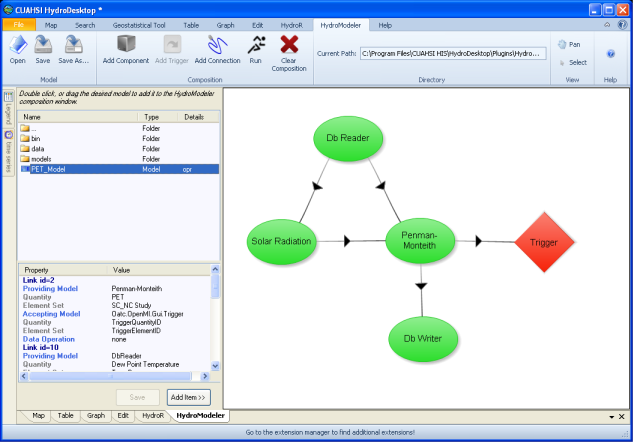 CUAHSI HydroDesktop *
File Map Search Geostatistical Tool Table Graph Edit HydroR HydroModeler Help
Open Save Save As... Add Component Add Trigger Add Connection Run Clear Composition
Current Path: C:\Program Files\CUAHSI HIS\HydroDesktop\Plugins\Hydro...
Pan
Select
Help
Model Composition Directory View Help
Legend
time series
Double click, or drag the desired model to add it to the HydroModeler
composition window.
Name Type Details
... Folder
bin Folder
data Folder
models Folder
PET_Model Model opr
Property Value
Link id=2
Providing Model Penman-Monteith
Quantity PET
Element Set SC_NC Study
Accepting Model Oatc.OpenMI.Gui.Trigger
Quantity TriggerQuantityID
Element Set TriggerElementID
Data Operation none
Link id=10
Providing Model DbReader
Quantity Dew Point Temperature
Save Add Item >>
Db Reader
Solar Radiation
Penman-
Monteith
Trigger
Db Writer
Map Table Graph Edit HydroR HydroModeler
Go to the extension manager to find additional extensions!